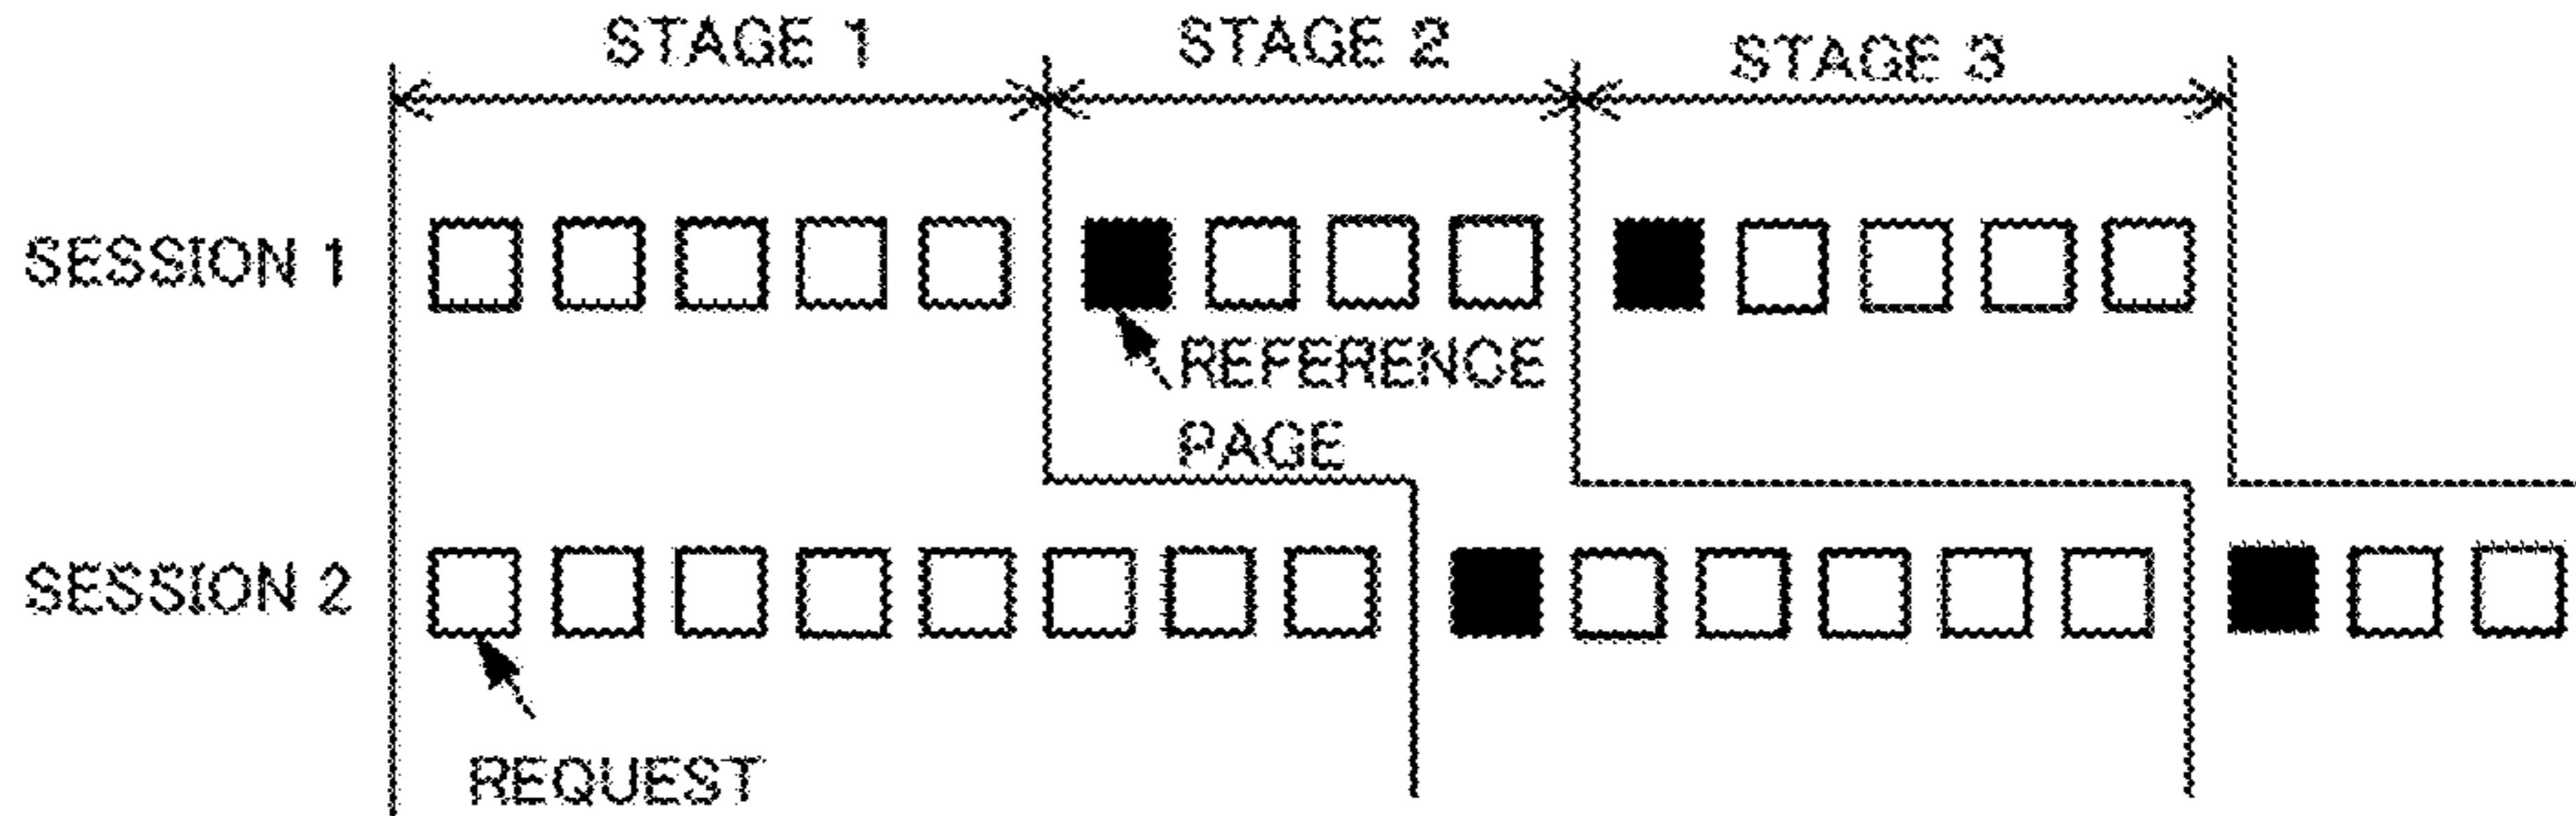 STAGE 1
STAGE 2
STAGE 3
SESSION 1
REFERENCE
PAGE
SESSION 2
REQUEST